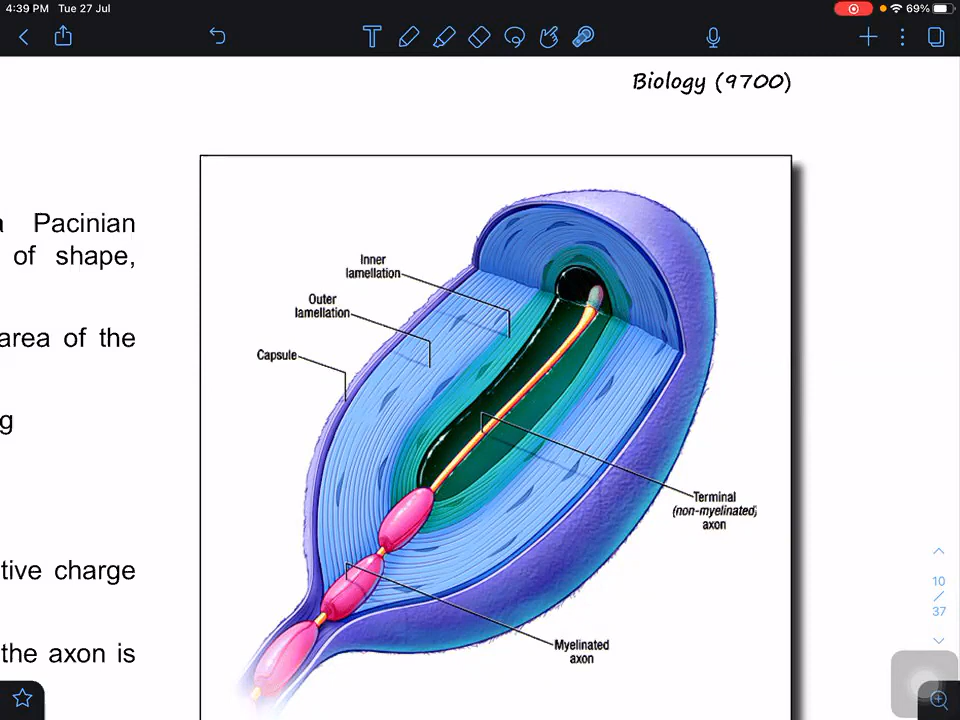 4:39 PM Tue 27 Jul
69%
Biology (9700)
a Pacinian
of shape,
area of the
g
tive charge
the axon is
Inner
lamellation
Outer
lamellation
Capsule
Terminal
(non-myelinated)
axon
Myelinated
axon
10
/
37